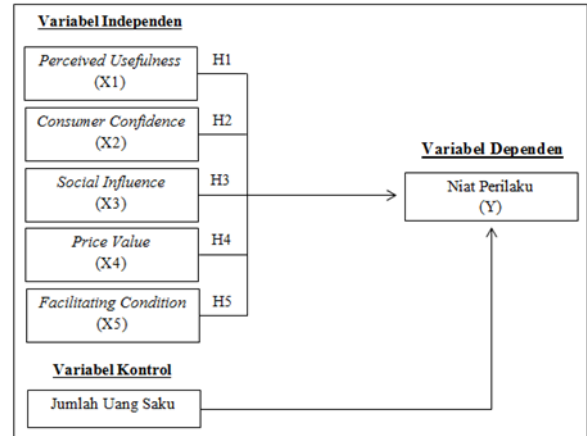 Variabel Independen
Perceived Usefulness
(X1)
H1
Consumer Confidence
(X2)
H2
Social Influence
(X3)
H3
Price Value
(X4)
H4
Facilitating Condition
(X5)
H5
Variabel Dependen
Niat Perilaku
(Y)
Variabel Kontrol
Jumlah Uang Saku